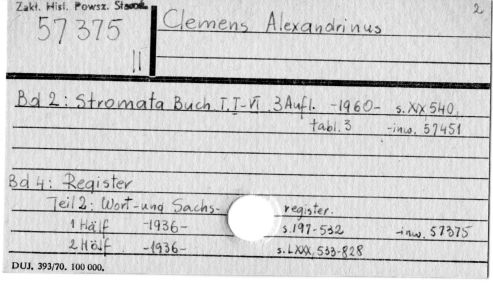 Zakł. Hist. Powsz. Staroż. 2
57375 Clemens Alexandrinus
II
Bd 2: Stromata Buch I, I-VI 3 Aufl. -1960- s. XX 540,
tabl. 3 -inw. 57451
Bd 4: Register
Teil 2: Wort-und Sachs- register.
1 Hälf -1936- s. 197-532 -inw. 57375
2 Hälf -1936- s. LXXX, 533-828
DUJ, 393/70. 100 000.